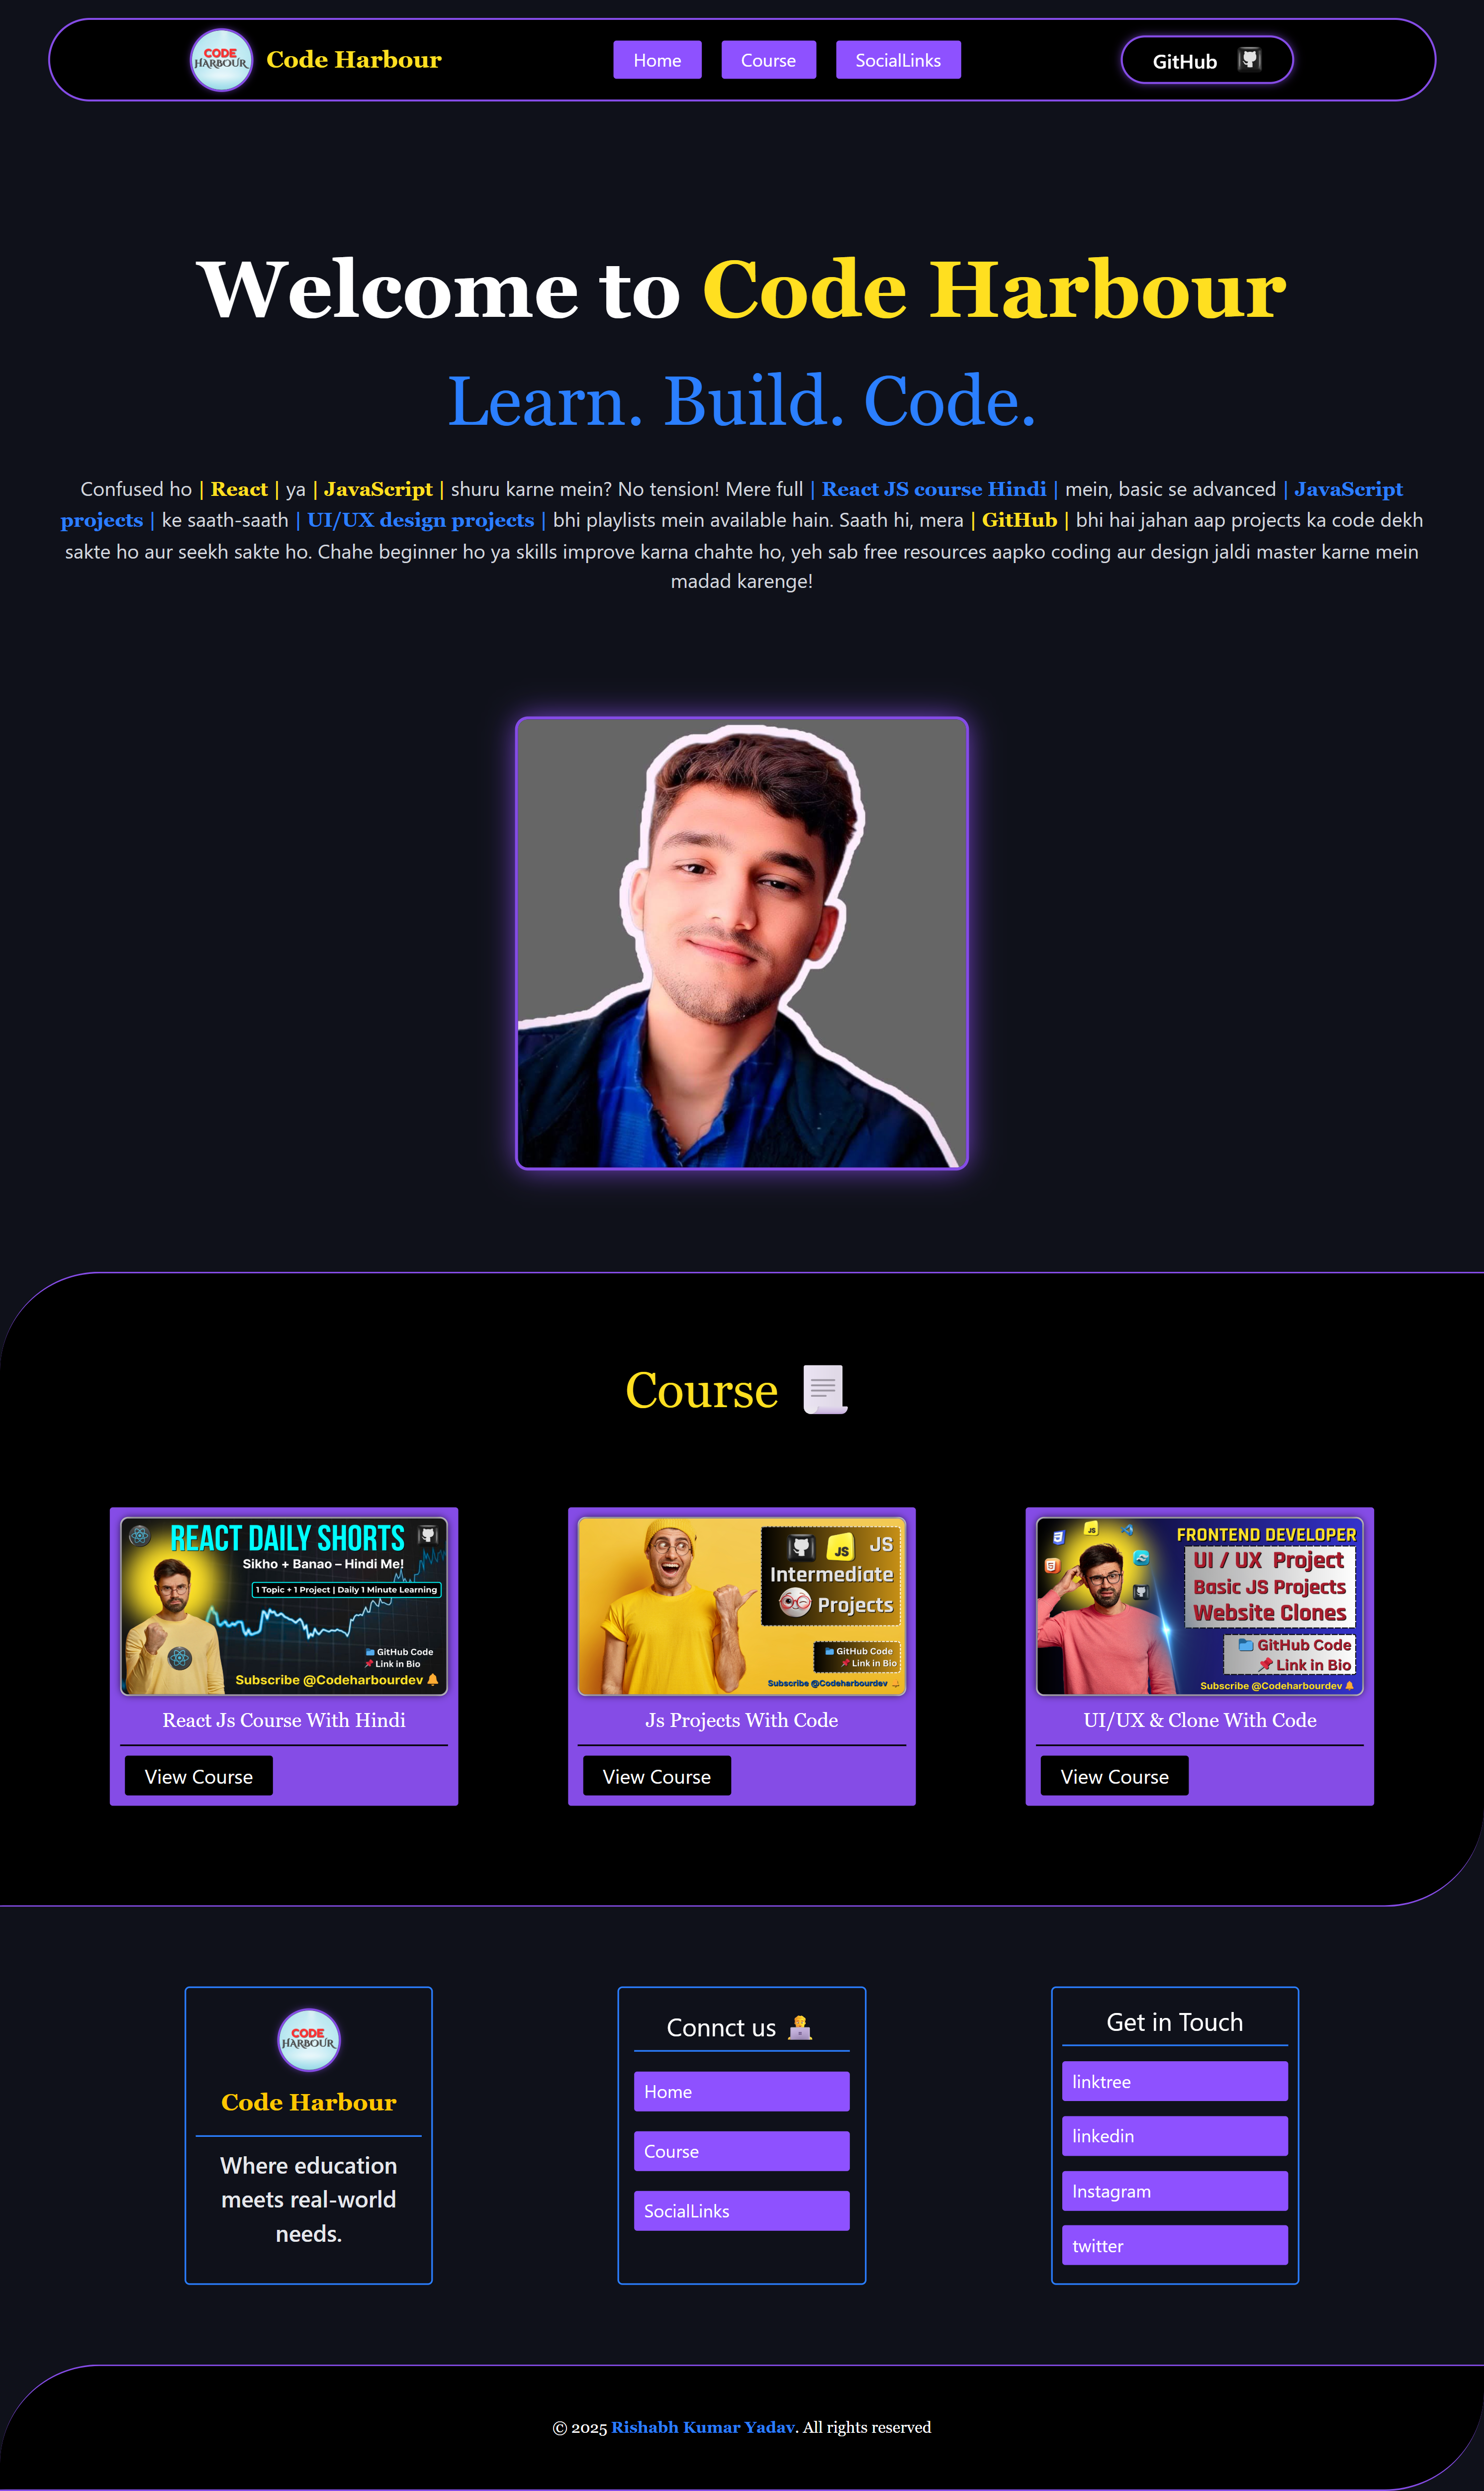 CODE
HARBOUR
Code Harbour
Home
Course
SocialLinks
GitHub
Welcome to Code Harbour
Learn. Build. Code.
Confused ho | React | ya | JavaScript | shuru karne mein? No tension! Mere full | React JS course Hindi | mein, basic se advanced | JavaScript
projects | ke saath-saath | UI/UX design projects | bhi playlists mein available hain. Saath hi, mera | GitHub | bhi hai jahan aap projects ka code dekh
sakte ho aur seekh sakte ho. Chahe beginner ho ya skills improve karna chahte ho, yeh sab free resources aapko coding aur design jaldi master karne mein
madad karenge!
Course
REACT DAILY SHORTS
Sikho + Banao – Hindi Me!
1 Topic + 1 Project | Daily 1 Minute Learning
GitHub Code
Link in Bio
Subscribe @Codeharbourdev
React Js Course With Hindi
View Course
JS
JS
Intermediate
Projects
GitHub Code
Link in Bio
Subscribe @Codeharbourdev
Js Projects With Code
View Course
JS
FRONTEND DEVELOPER
UI / UX Project
Basic JS Projects
Website Clones
GitHub Code
Link in Bio
Subscribe @Codeharbourdev
UI/UX & Clone With Code
View Course
CODE
HARBOUR
Code Harbour
Where education
meets real-world
needs.
Connct us
Home
Course
SocialLinks
Get in Touch
linktree
linkedin
Instagram
twitter
© 2025 Rishabh Kumar Yadav. All rights reserved